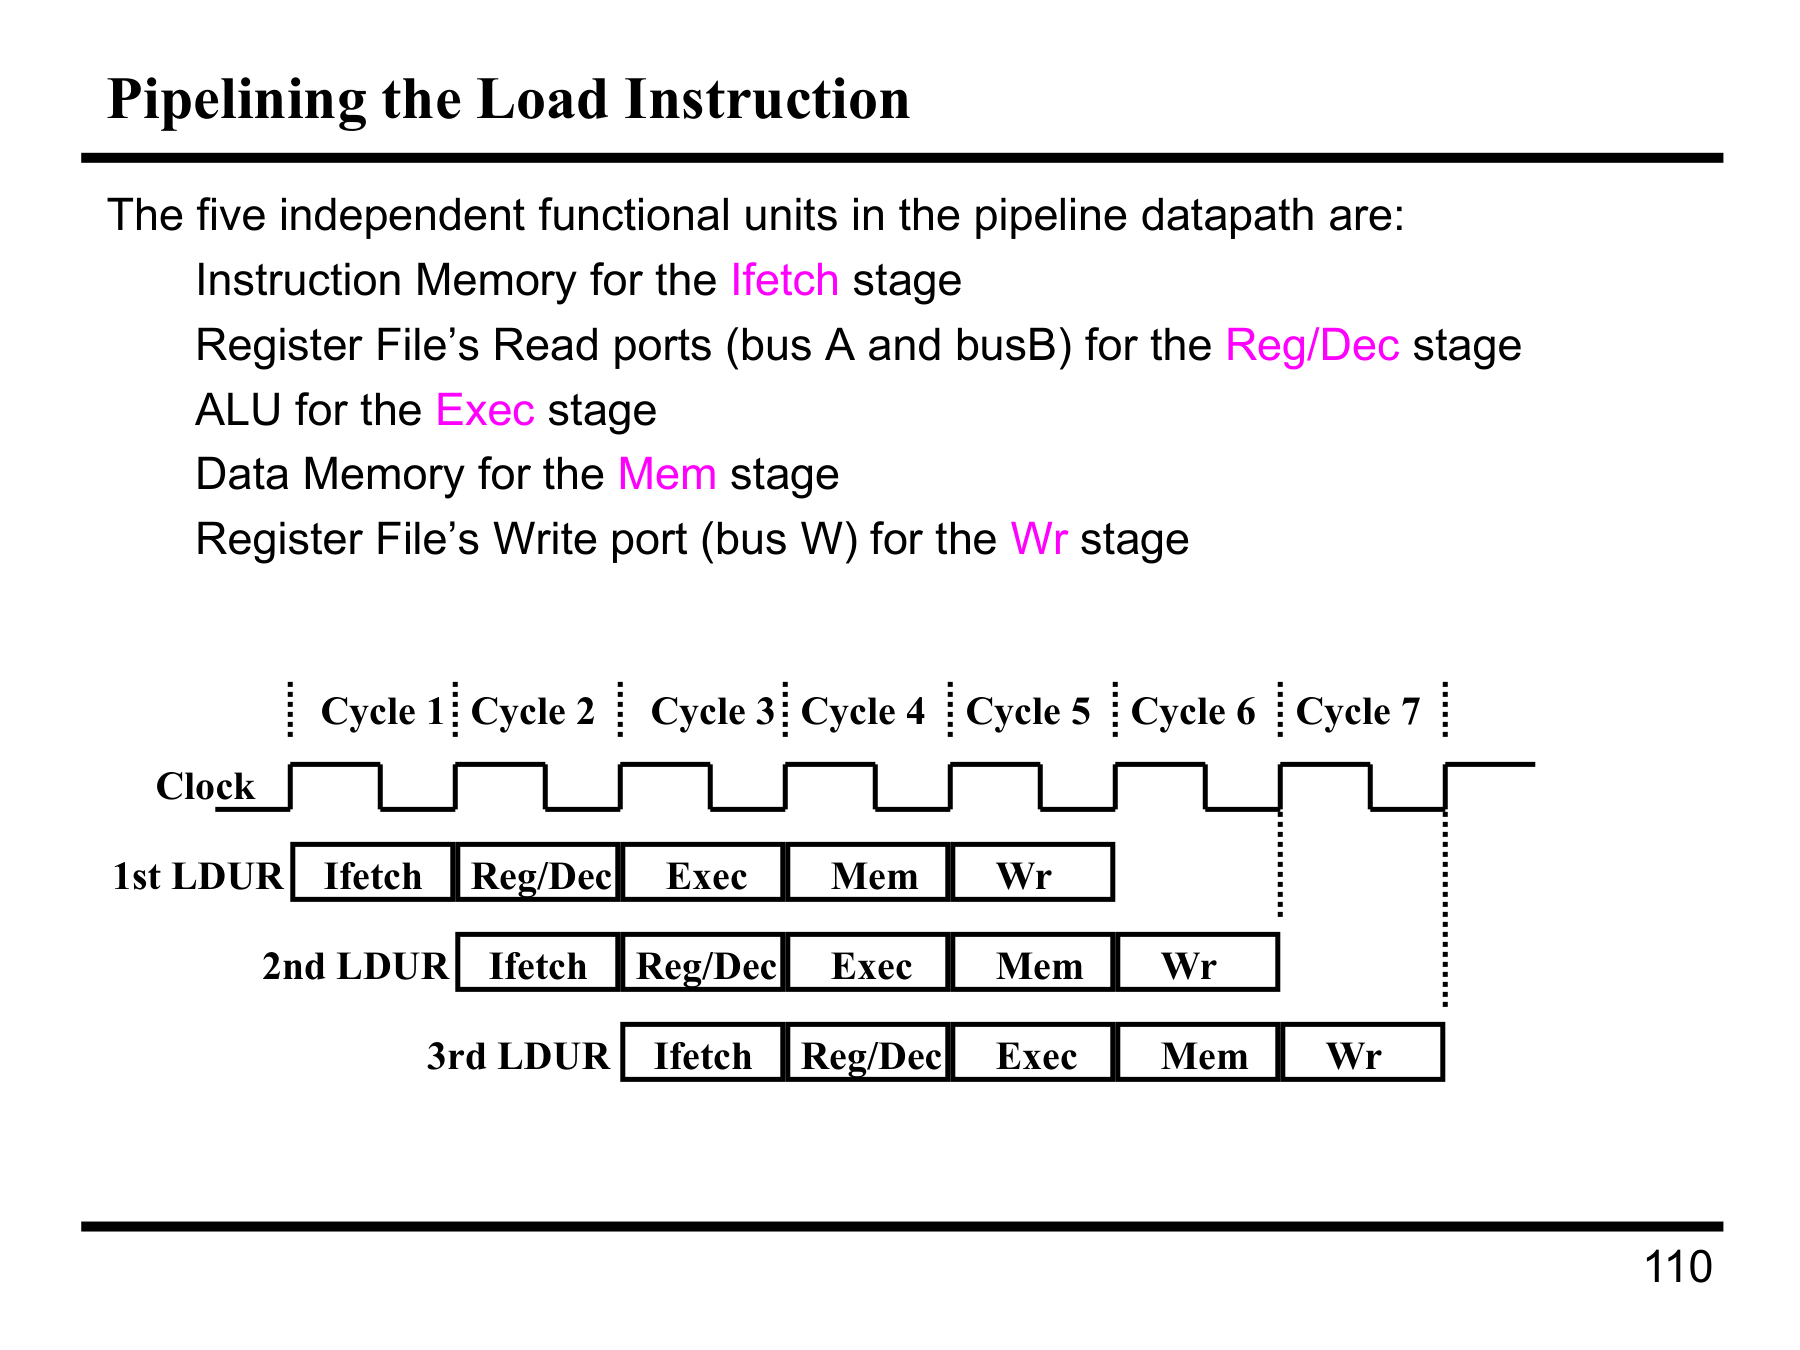 Pipelining the Load Instruction
The five independent functional units in the pipeline datapath are:
Instruction Memory for the Ifetch stage
Register File’s Read ports (bus A and busB) for the Reg/Dec stage
ALU for the Exec stage
Data Memory for the Mem stage
Register File’s Write port (bus W) for the Wr stage
Cycle 1 Cycle 2 Cycle 3 Cycle 4 Cycle 5 Cycle 6 Cycle 7
Clock
1st LDUR Ifetch Reg/Dec Exec Mem Wr
2nd LDUR Ifetch Reg/Dec Exec Mem Wr
3rd LDUR Ifetch Reg/Dec Exec Mem Wr
110